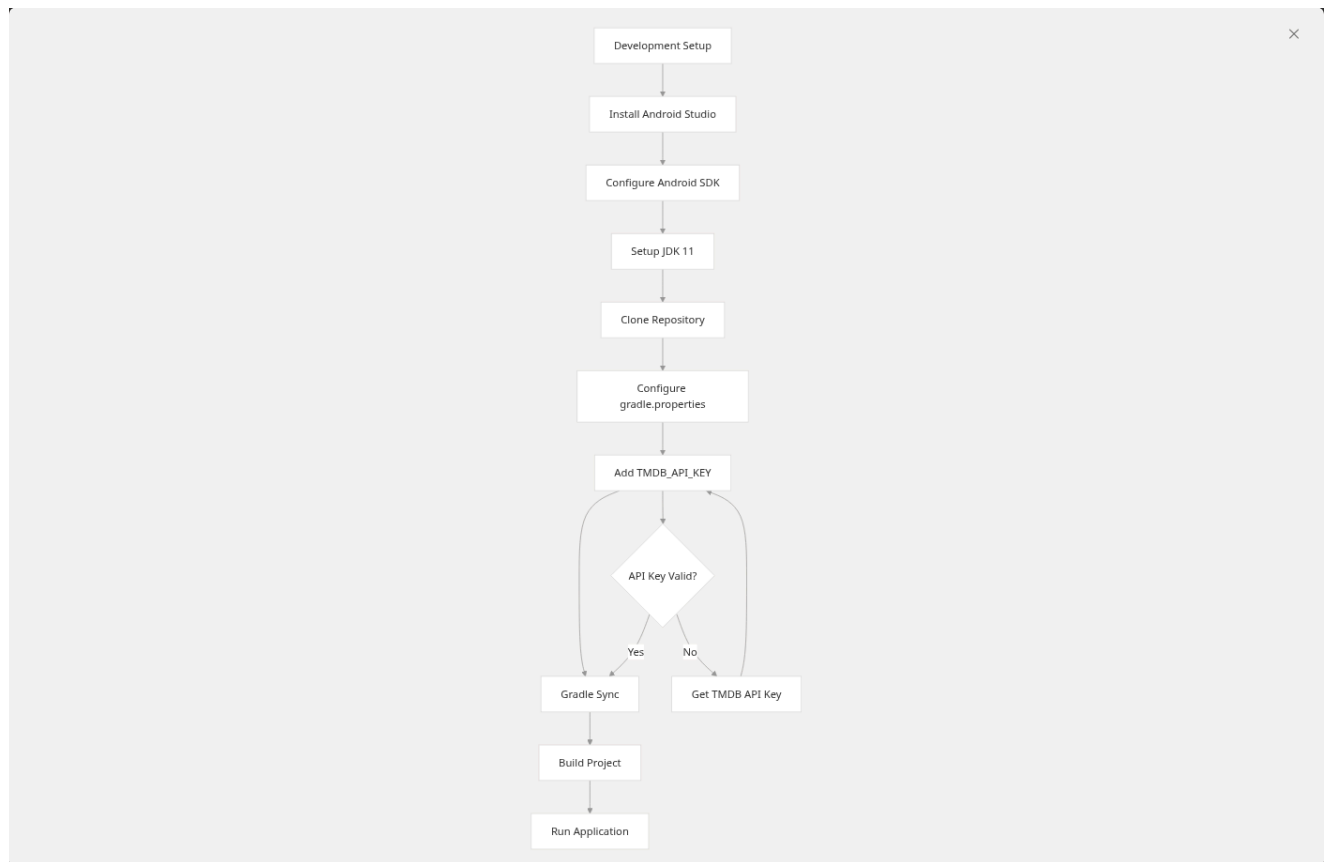 Development Setup
Install Android Studio
Configure Android SDK
Setup JDK 11
Clone Repository
Configure
gradle.properties
Add TMDB_API_KEY
API Key Valid?
Yes
No
Gradle Sync
Get TMDB API Key
Build Project
Run Application